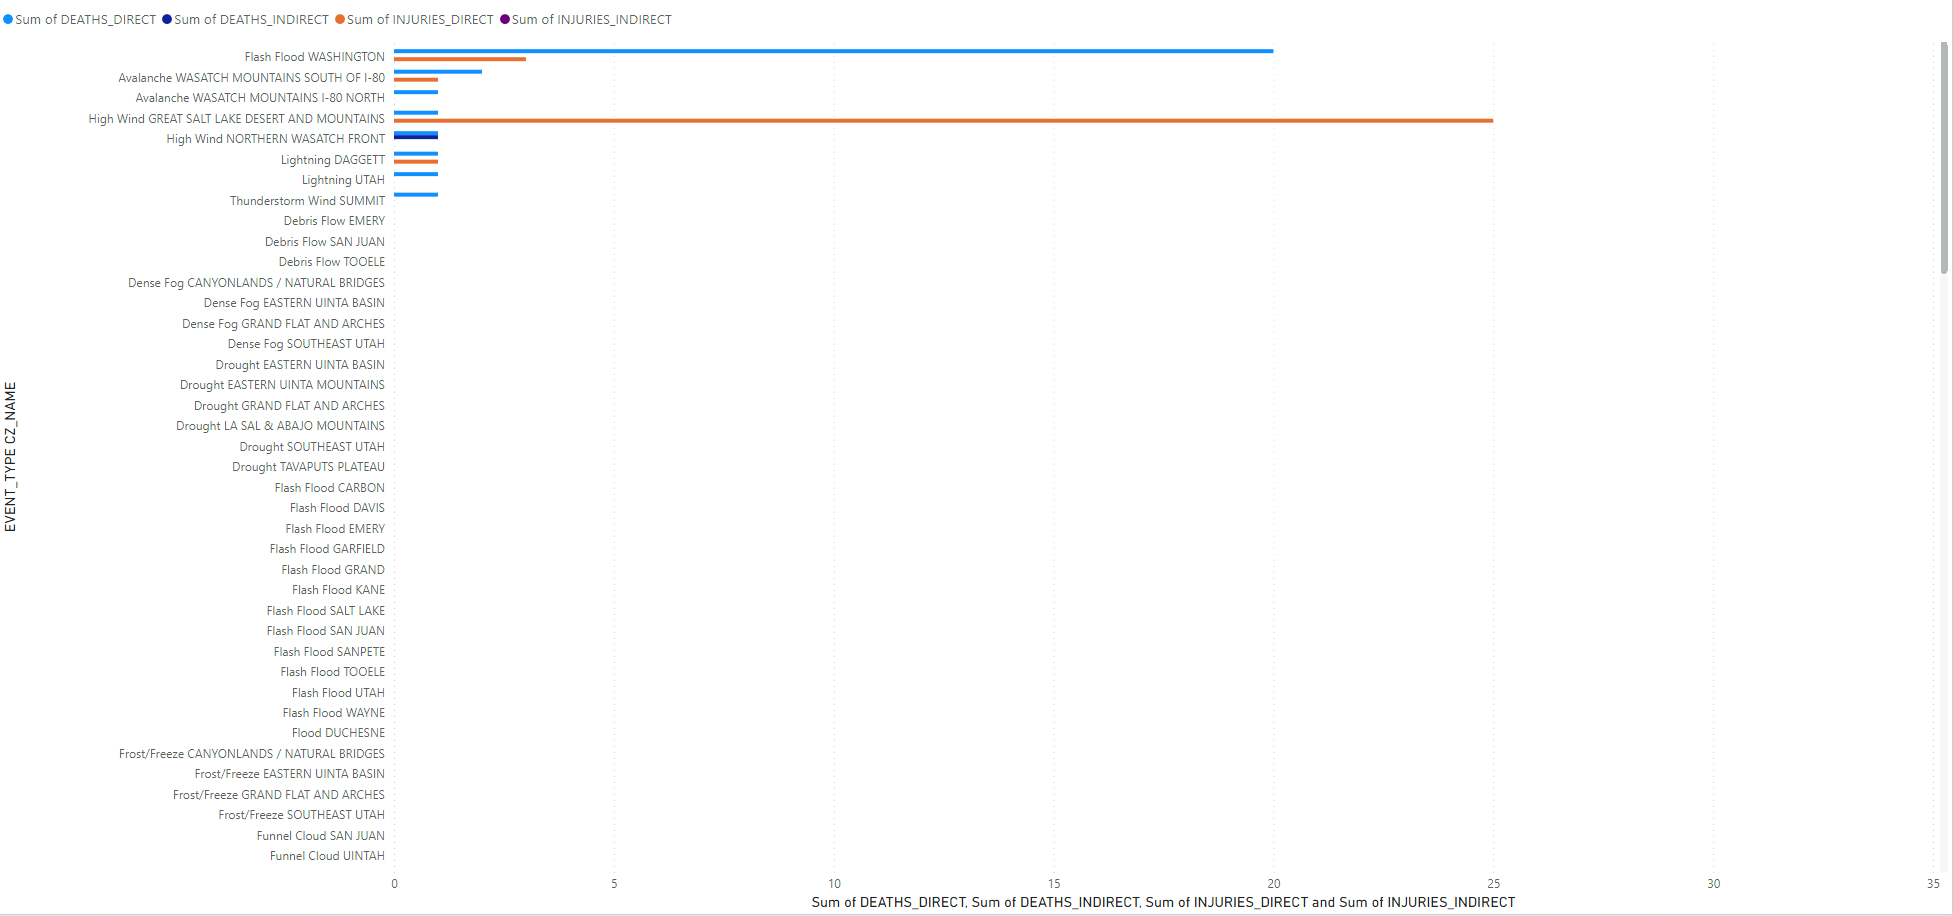 Sum of DEATHS_DIRECT Sum of DEATHS_INDIRECT Sum of INJURIES_DIRECT Sum of INJURIES_INDIRECT
EVENT_TYPE CZ_NAME
Flash Flood WASHINGTON
Avalanche WASATCH MOUNTAINS SOUTH OF I-80
Avalanche WASATCH MOUNTAINS I-80 NORTH
High Wind GREAT SALT LAKE DESERT AND MOUNTAINS
High Wind NORTHERN WASATCH FRONT
Lightning DAGGETT
Lightning UTAH
Thunderstorm Wind SUMMIT
Debris Flow EMERY
Debris Flow SAN JUAN
Debris Flow TOOELE
Dense Fog CANYONLANDS / NATURAL BRIDGES
Dense Fog EASTERN UINTA BASIN
Dense Fog GRAND FLAT AND ARCHES
Dense Fog SOUTHEAST UTAH
Drought EASTERN UINTA BASIN
Drought EASTERN UINTA MOUNTAINS
Drought GRAND FLAT AND ARCHES
Drought LA SAL & ABAJO MOUNTAINS
Drought SOUTHEAST UTAH
Drought TAVAPUTS PLATEAU
Flash Flood CARBON
Flash Flood DAVIS
Flash Flood EMERY
Flash Flood GARFIELD
Flash Flood GRAND
Flash Flood KANE
Flash Flood SALT LAKE
Flash Flood SAN JUAN
Flash Flood SANPETE
Flash Flood TOOELE
Flash Flood UTAH
Flash Flood WAYNE
Flood DUCHESNE
Frost/Freeze CANYONLANDS / NATURAL BRIDGES
Frost/Freeze EASTERN UINTA BASIN
Frost/Freeze GRAND FLAT AND ARCHES
Frost/Freeze SOUTHEAST UTAH
Funnel Cloud SAN JUAN
Funnel Cloud UINTAH
0 5 10 15 20 25 30 35
Sum of DEATHS_DIRECT, Sum of DEATHS_INDIRECT, Sum of INJURIES_DIRECT and Sum of INJURIES_INDIRECT